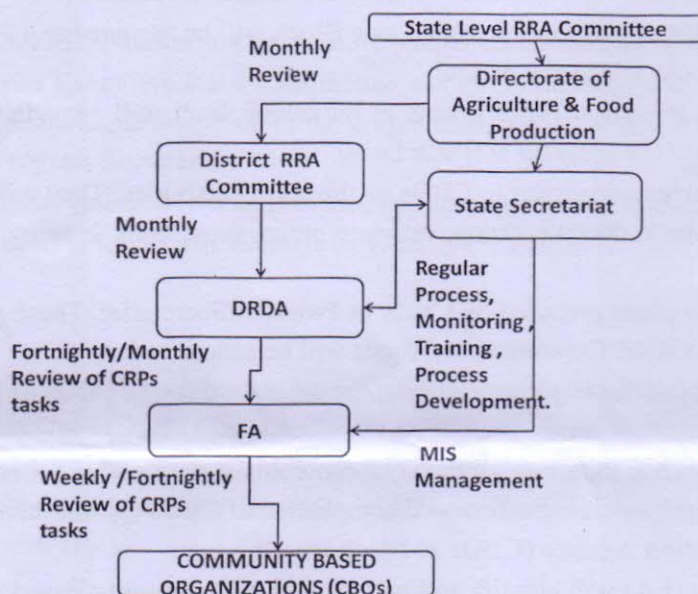 State Level RRA Committee
Monthly
Review
Directorate of
Agriculture & Food
Production
District RRA
Committee
State secretariat
Monthly
Review
DRDA
Regular
Process,
Monitoring ,
Training ,
Process
Development.
Fortnightly/Monthly
Review of CRPs
tasks
FA
MIS
Management
Weekly /Fortnightly
Review of CRPs
tasks
COMMUNITY BASED
ORGANIZATIONS (CBOs)